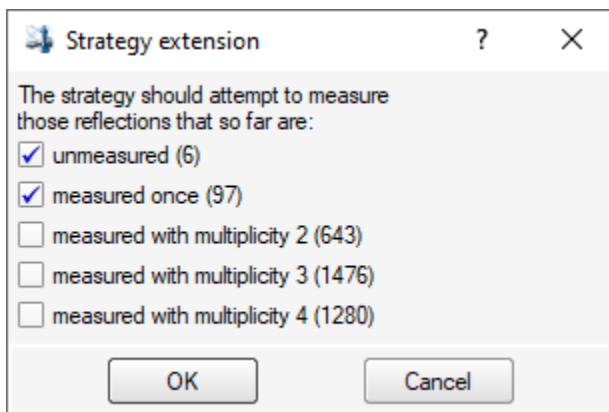 Strategy extension
?
The strategy should attempt to measure
those reflections that so far are:
unmeasured (6)
measured once (97)
measured with multiplicity 2 (643)
measured with multiplicity 3 (1476)
measured with multiplicity 4 (1280)
OK
Cancel